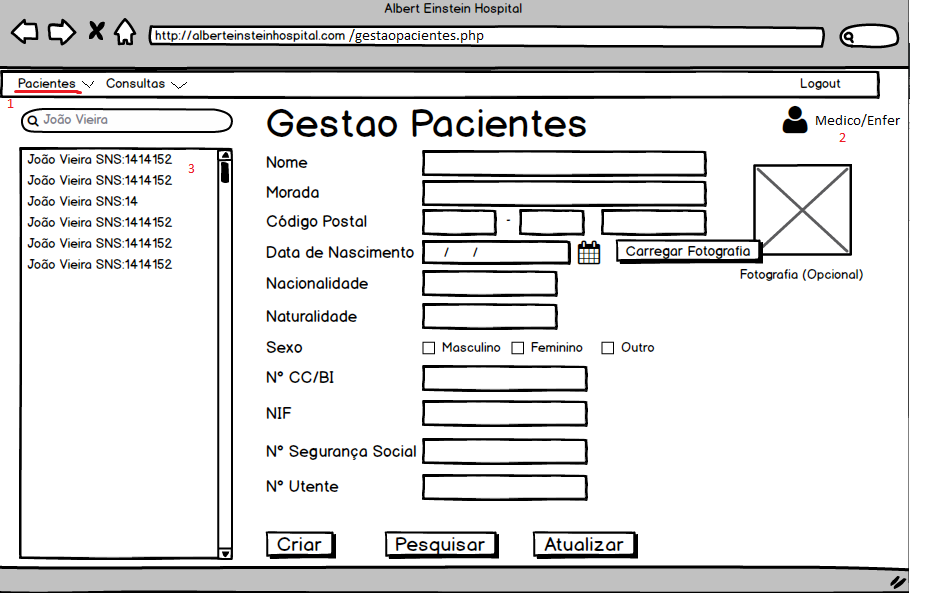 Albert Einstein Hospital
http://alberteinsteinhospital.com /gestaopacientes.php
Pacientes Consultas Logout
1
João Vieira
Gestao Pacientes
Medico/Enfer
2
João Vieira SNS:1414152
3
João Vieira SNS:1414152
João Vieira SNS:14
João Vieira SNS:1414152
João Vieira SNS:1414152
João Vieira SNS:1414152
Nome
Morada
Código Postal -
Data de Nascimento / /
Carregar Fotografia
Fotografia (Opcional)
Nacionalidade
Naturalidade
Sexo Masculino Feminino Outro
Nº CC/BI
NIF
Nº Segurança Social
Nº Utente
Criar Pesquisar Atualizar